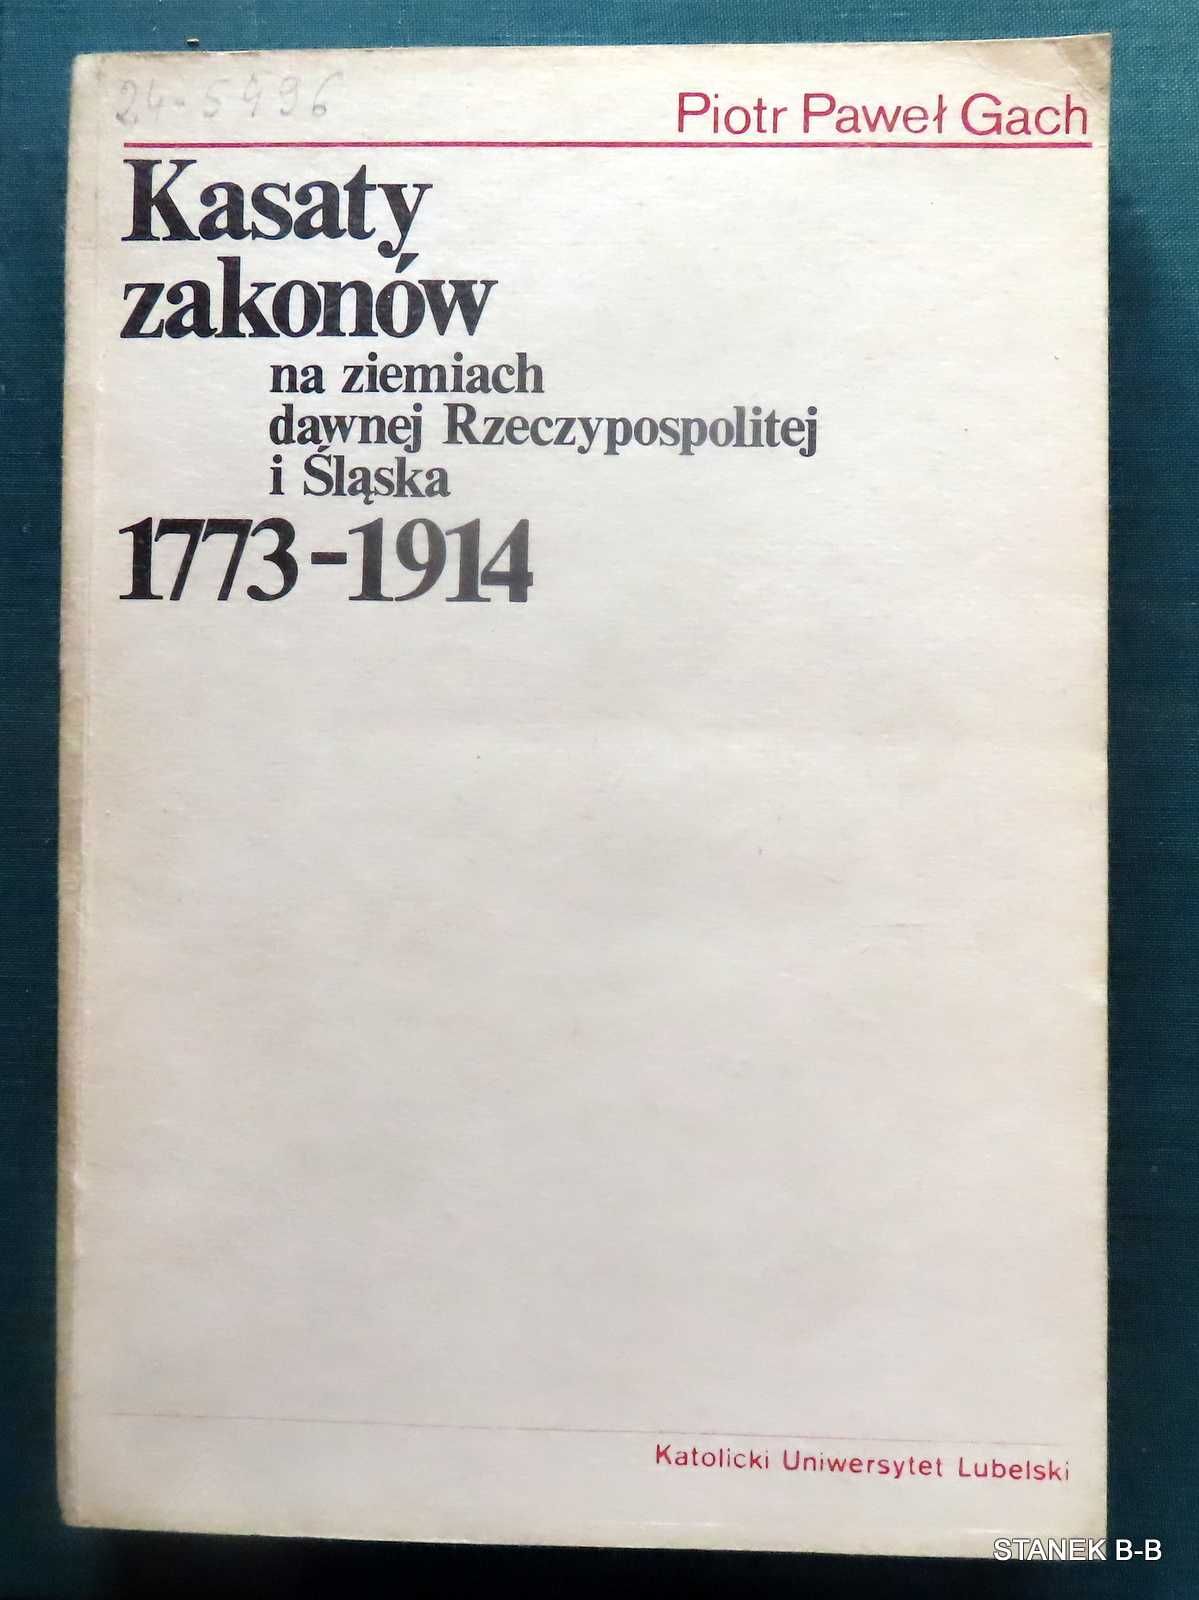 24-5496
Piotr Paweł Gach
Kasaty
zakonów
na ziemiach
dawnej Rzeczypospolitej
i Śląska
1773-1914
Katolicki Uniwersytet Lubelski
STANEK B-B